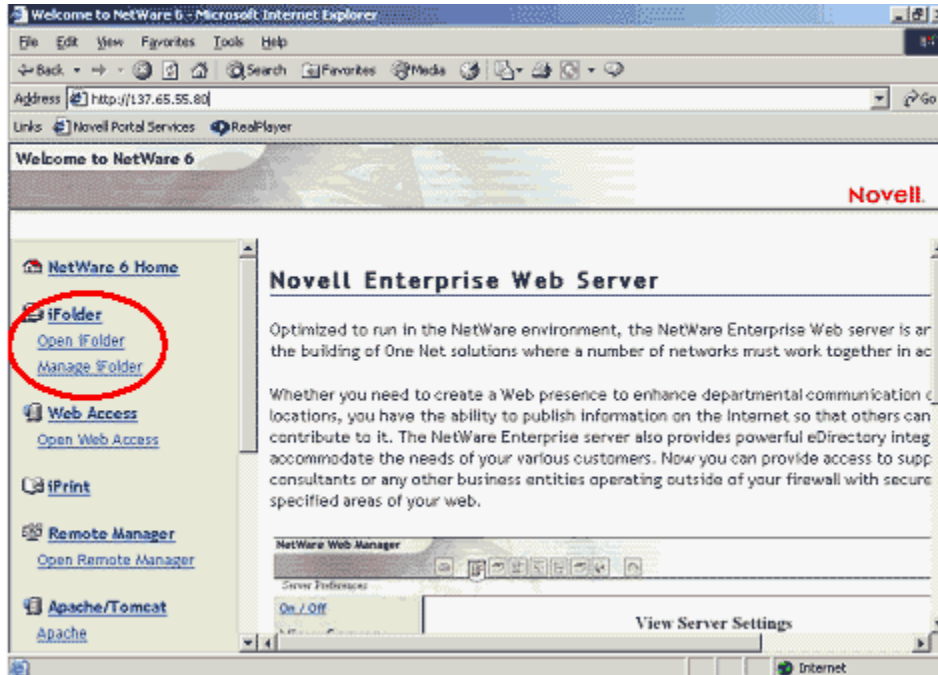 Welcome to NetWare 6 - Microsoft Internet Explorer
File Edit View Favorites Tools Help
Back Search Favorites Media
Address http://137.65.55.80 Go
Links Novell Portal Services RealPlayer
Welcome to NetWare 6
Novell.
NetWare 6 Home
iFolder
Open iFolder
Manage iFolder
Web Access
Open Web Access
iPrint
Remote Manager
Open Remote Manager
Apache/Tomcat
Apache
Novell Enterprise Web Server
Optimized to run in the NetWare environment, the NetWare Enterprise Web server is an
the building of One Net solutions where a number of networks must work together in ac
Whether you need to create a Web presence to enhance departmental communication
locations, you have the ability to publish information on the Internet so that others can
contribute to it. The NetWare Enterprise server also provides powerful eDirectory integ
accommodate the needs of your various customers. Now you can provide access to supp
consultants or any other business entities operating outside of your firewall with secure
specified areas of your web.
NetWare Web Manager
Server Preferences
On / Off
View Server Settings
Internet